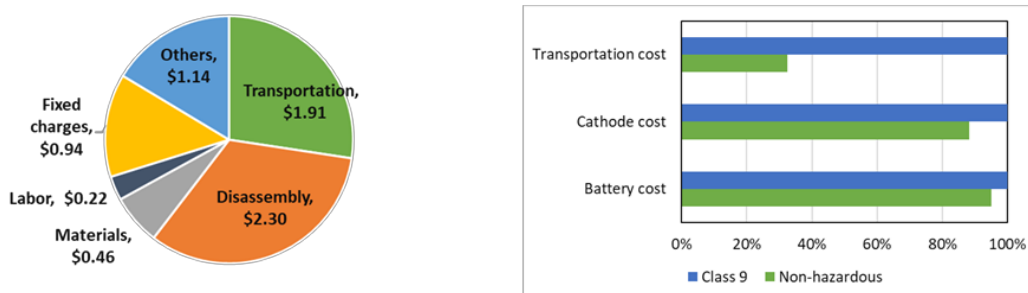 Others,
$1.14
Transportation,
$1.91
Fixed
charges,
$0.94
Labor, $0.22
Disassembly,
$2.30
Materials,
$0.46
Transportation cost
Cathode cost
Battery cost
0% 20% 40% 60% 80% 100%
Class 9 Non-hazardous